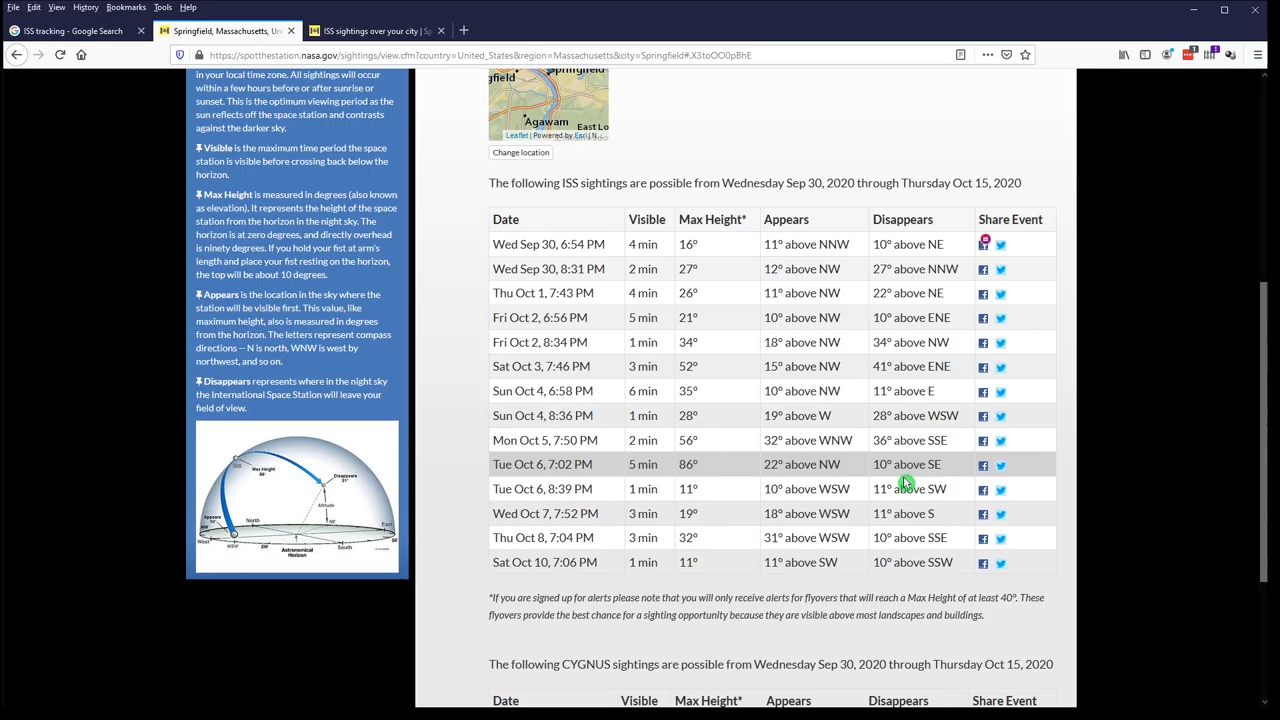 File Edit View History Bookmarks Tools Help
ISS tracking - Google Search
Springfield, Massachusetts, Un
ISS sightings over your city | Sp
https://spotthestation.nasa.gov/sightings/view.cfm?country=United_States&region=Massachusetts&city=Springfield#.X3toOO0pBhE
in your local time zone. All sightings will occur
within a few hours before or after sunrise or
sunset. This is the optimum viewing period as the
sun reflects off the space station and contrasts
against the darker sky.
Visible is the maximum time period the space
station is visible before crossing back below the
horizon.
Max Height is measured in degrees (also known
as elevation). It represents the height of the space
station from the horizon in the night sky. The
horizon is at zero degrees, and directly overhead
is ninety degrees. If you hold your fist at arm's
length and place your fist resting on the horizon,
the top will be about 10 degrees.
Appears is the location in the sky where the
station will be visible first. This value, like
maximum height, also is measured in degrees
from the horizon. The letters represent compass
directions -- N is north, WNW is west by
northwest, and so on.
Disappears represents where in the night sky
the International Space Station will leave your
field of view.
ISS
Max Height
Disappears
Appears
Altitude
North
NE
East
West
WSW
SW
South
SE
Astronomical
Horizon
gfield
Springfield
Agawam
East Lo
Leaflet | Powered by Esri | N
Change location
The following ISS sightings are possible from Wednesday Sep 30, 2020 through Thursday Oct 15, 2020
Date Visible Max Height* Appears Disappears Share Event
Wed Sep 30, 6:54 PM 4 min 16° 11° above NNW 10° above NE
Wed Sep 30, 8:31 PM 2 min 27° 12° above NW 27° above NNW
Thu Oct 1, 7:43 PM 4 min 26° 11° above NW 22° above NE
Fri Oct 2, 6:56 PM 5 min 21° 10° above NW 10° above ENE
Fri Oct 2, 8:34 PM 1 min 34° 18° above NW 34° above NW
Sat Oct 3, 7:46 PM 3 min 52° 15° above NW 41° above ENE
Sun Oct 4, 6:58 PM 6 min 35° 10° above NW 11° above E
Sun Oct 4, 8:36 PM 1 min 28° 19° above W 28° above WSW
Mon Oct 5, 7:50 PM 2 min 56° 32° above WNW 36° above SSE
Tue Oct 6, 7:02 PM 5 min 86° 22° above NW 10° above SE
Tue Oct 6, 8:39 PM 1 min 11° 10° above WSW 11° above SW
Wed Oct 7, 7:52 PM 3 min 19° 18° above WSW 11° above S
Thu Oct 8, 7:04 PM 3 min 32° 31° above WSW 10° above SSE
Sat Oct 10, 7:06 PM 1 min 11° 11° above SW 10° above SSW
*If you are signed up for alerts please note that you will only receive alerts for flyovers that will reach a Max Height of at least 40°. These
flyovers provide the best chance for a sighting opportunity because they are visible above most landscapes and buildings.
The following CYGNUS sightings are possible from Wednesday Sep 30, 2020 through Thursday Oct 15, 2020
Date Visible Max Height* Appears Disappears Share Event